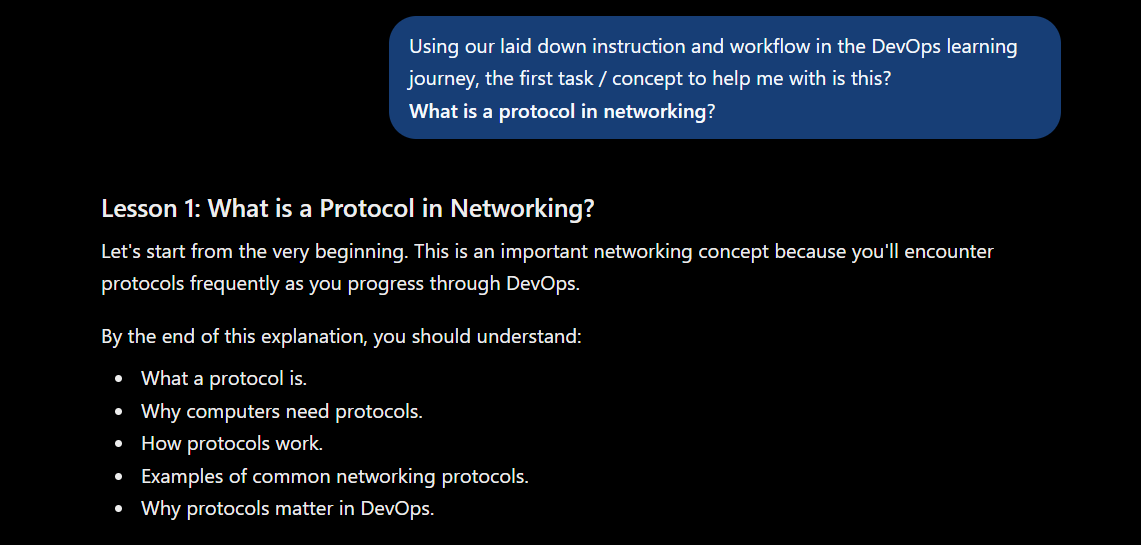 Using our laid down instruction and workflow in the DevOps learning
journey, the first task / concept to help me with is this?
What is a protocol in networking?
Lesson 1: What is a Protocol in Networking?
Let's start from the very beginning. This is an important networking concept because you'll encounter
protocols frequently as you progress through DevOps.
By the end of this explanation, you should understand:
• What a protocol is.
• Why computers need protocols.
• How protocols work.
• Examples of common networking protocols.
• Why protocols matter in DevOps.